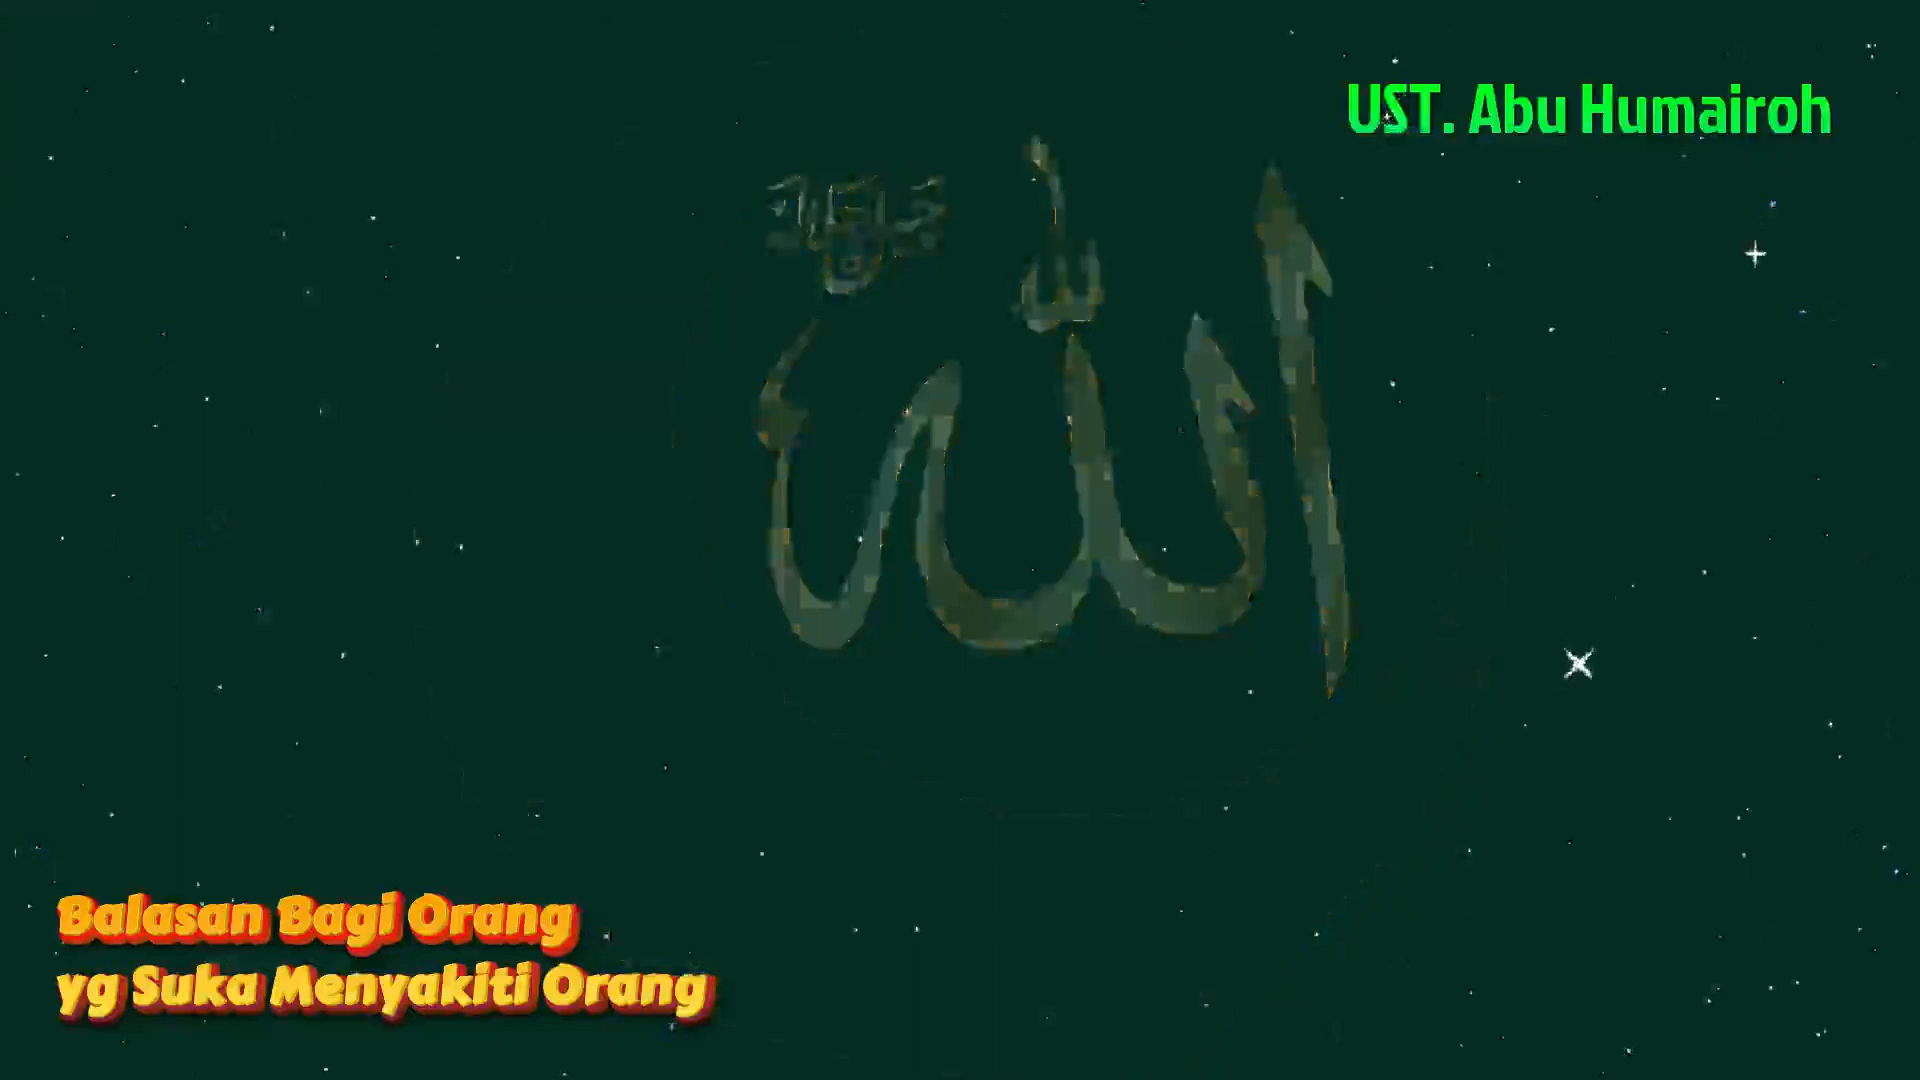 UST. Abu Humairoh
الله
Balasan Bagi Orang
yg Suka Menyakiti Orang